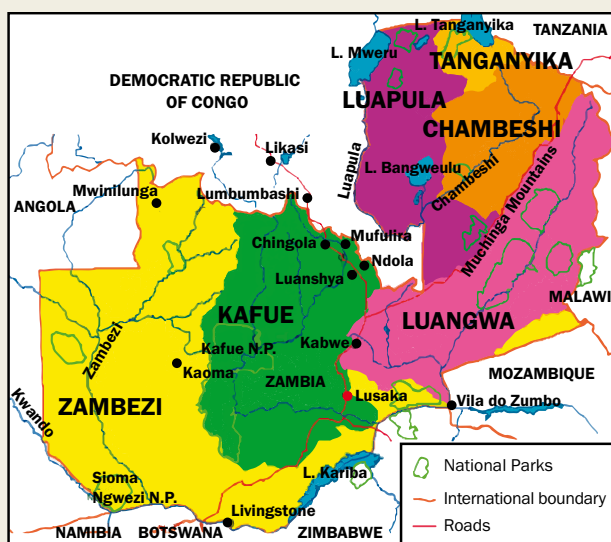 L. Tanganyika
TANZANIA
L. Mweru
TANGANYIKA
DEMOCRATIC REPUBLIC
OF CONGO
LUAPULA
CHAMBESHI
Kolwezi
Likasi
L. Bangweulu
Luapula
Chambeshi
Muchinga Mountains
Mwinilunga
Lumbumbashi
ANGOLA
Chingola
Mufulira
Ndola
Luanshya
MALAWI
KAFUE
LUANGWA
Zambezi
Kafue N.P.
Kabwe
Kaoma
ZAMBIA
MOZAMBIQUE
Kwando
ZAMBEZI
Lusaka
Vila do Zumbo
Sioma
Ngwezi N.P.
L. Kariba
Livingstone
NAMIBIA
BOTSWANA
ZIMBABWE
National Parks
International boundary
Roads